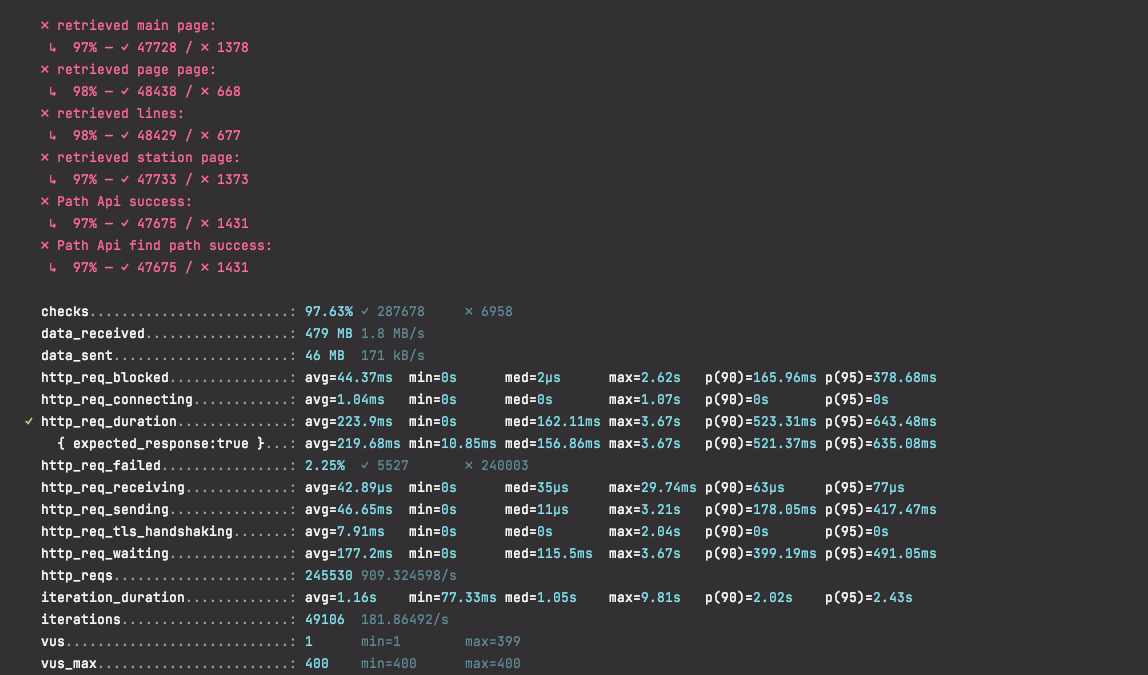 ✗ retrieved main page:
↳  97% — ✓ 47728 / ✗ 1378
✗ retrieved page page:
↳  98% — ✓ 48438 / ✗ 668
✗ retrieved lines:
↳  98% — ✓ 48429 / ✗ 677
✗ retrieved station page:
↳  97% — ✓ 47733 / ✗ 1373
✗ Path Api success:
↳  97% — ✓ 47675 / ✗ 1431
✗ Path Api find path success:
↳  97% — ✓ 47675 / ✗ 1431
checks.........................: 97.63% ✓ 287678     ✗ 6958
data_received..................: 479 MB 1.8 MB/s
data_sent......................: 46 MB  171 kB/s
http_req_blocked...............: avg=44.37ms  min=0s      med=2µs      max=2.62s   p(90)=165.96ms p(95)=378.68ms
http_req_connecting............: avg=1.04ms   min=0s      med=0s       max=1.07s   p(90)=0s       p(95)=0s
✓ http_req_duration..............: avg=223.9ms  min=0s      med=162.11ms max=3.67s   p(90)=523.31ms p(95)=643.48ms
{ expected_response:true }...: avg=219.68ms min=10.85ms med=156.86ms max=3.67s   p(90)=521.37ms p(95)=635.08ms
http_req_failed................: 2.25%  ✓ 5527       ✗ 240003
http_req_receiving.............: avg=42.89µs  min=0s      med=35µs     max=29.74ms p(90)=63µs     p(95)=77µs
http_req_sending...............: avg=46.65ms  min=0s      med=11µs     max=3.21s   p(90)=178.05ms p(95)=417.47ms
http_req_tls_handshaking.......: avg=7.91ms   min=0s      med=0s       max=2.04s   p(90)=0s       p(95)=0s
http_req_waiting...............: avg=177.2ms  min=0s      med=115.5ms  max=3.67s   p(90)=399.19ms p(95)=491.05ms
http_reqs......................: 245530 909.324598/s
iteration_duration.............: avg=1.16s    min=77.33ms med=1.05s    max=9.81s   p(90)=2.02s    p(95)=2.43s
iterations.....................: 49106  181.86492/s
vus............................: 1      min=1        max=399
vus_max........................: 400    min=400      max=400